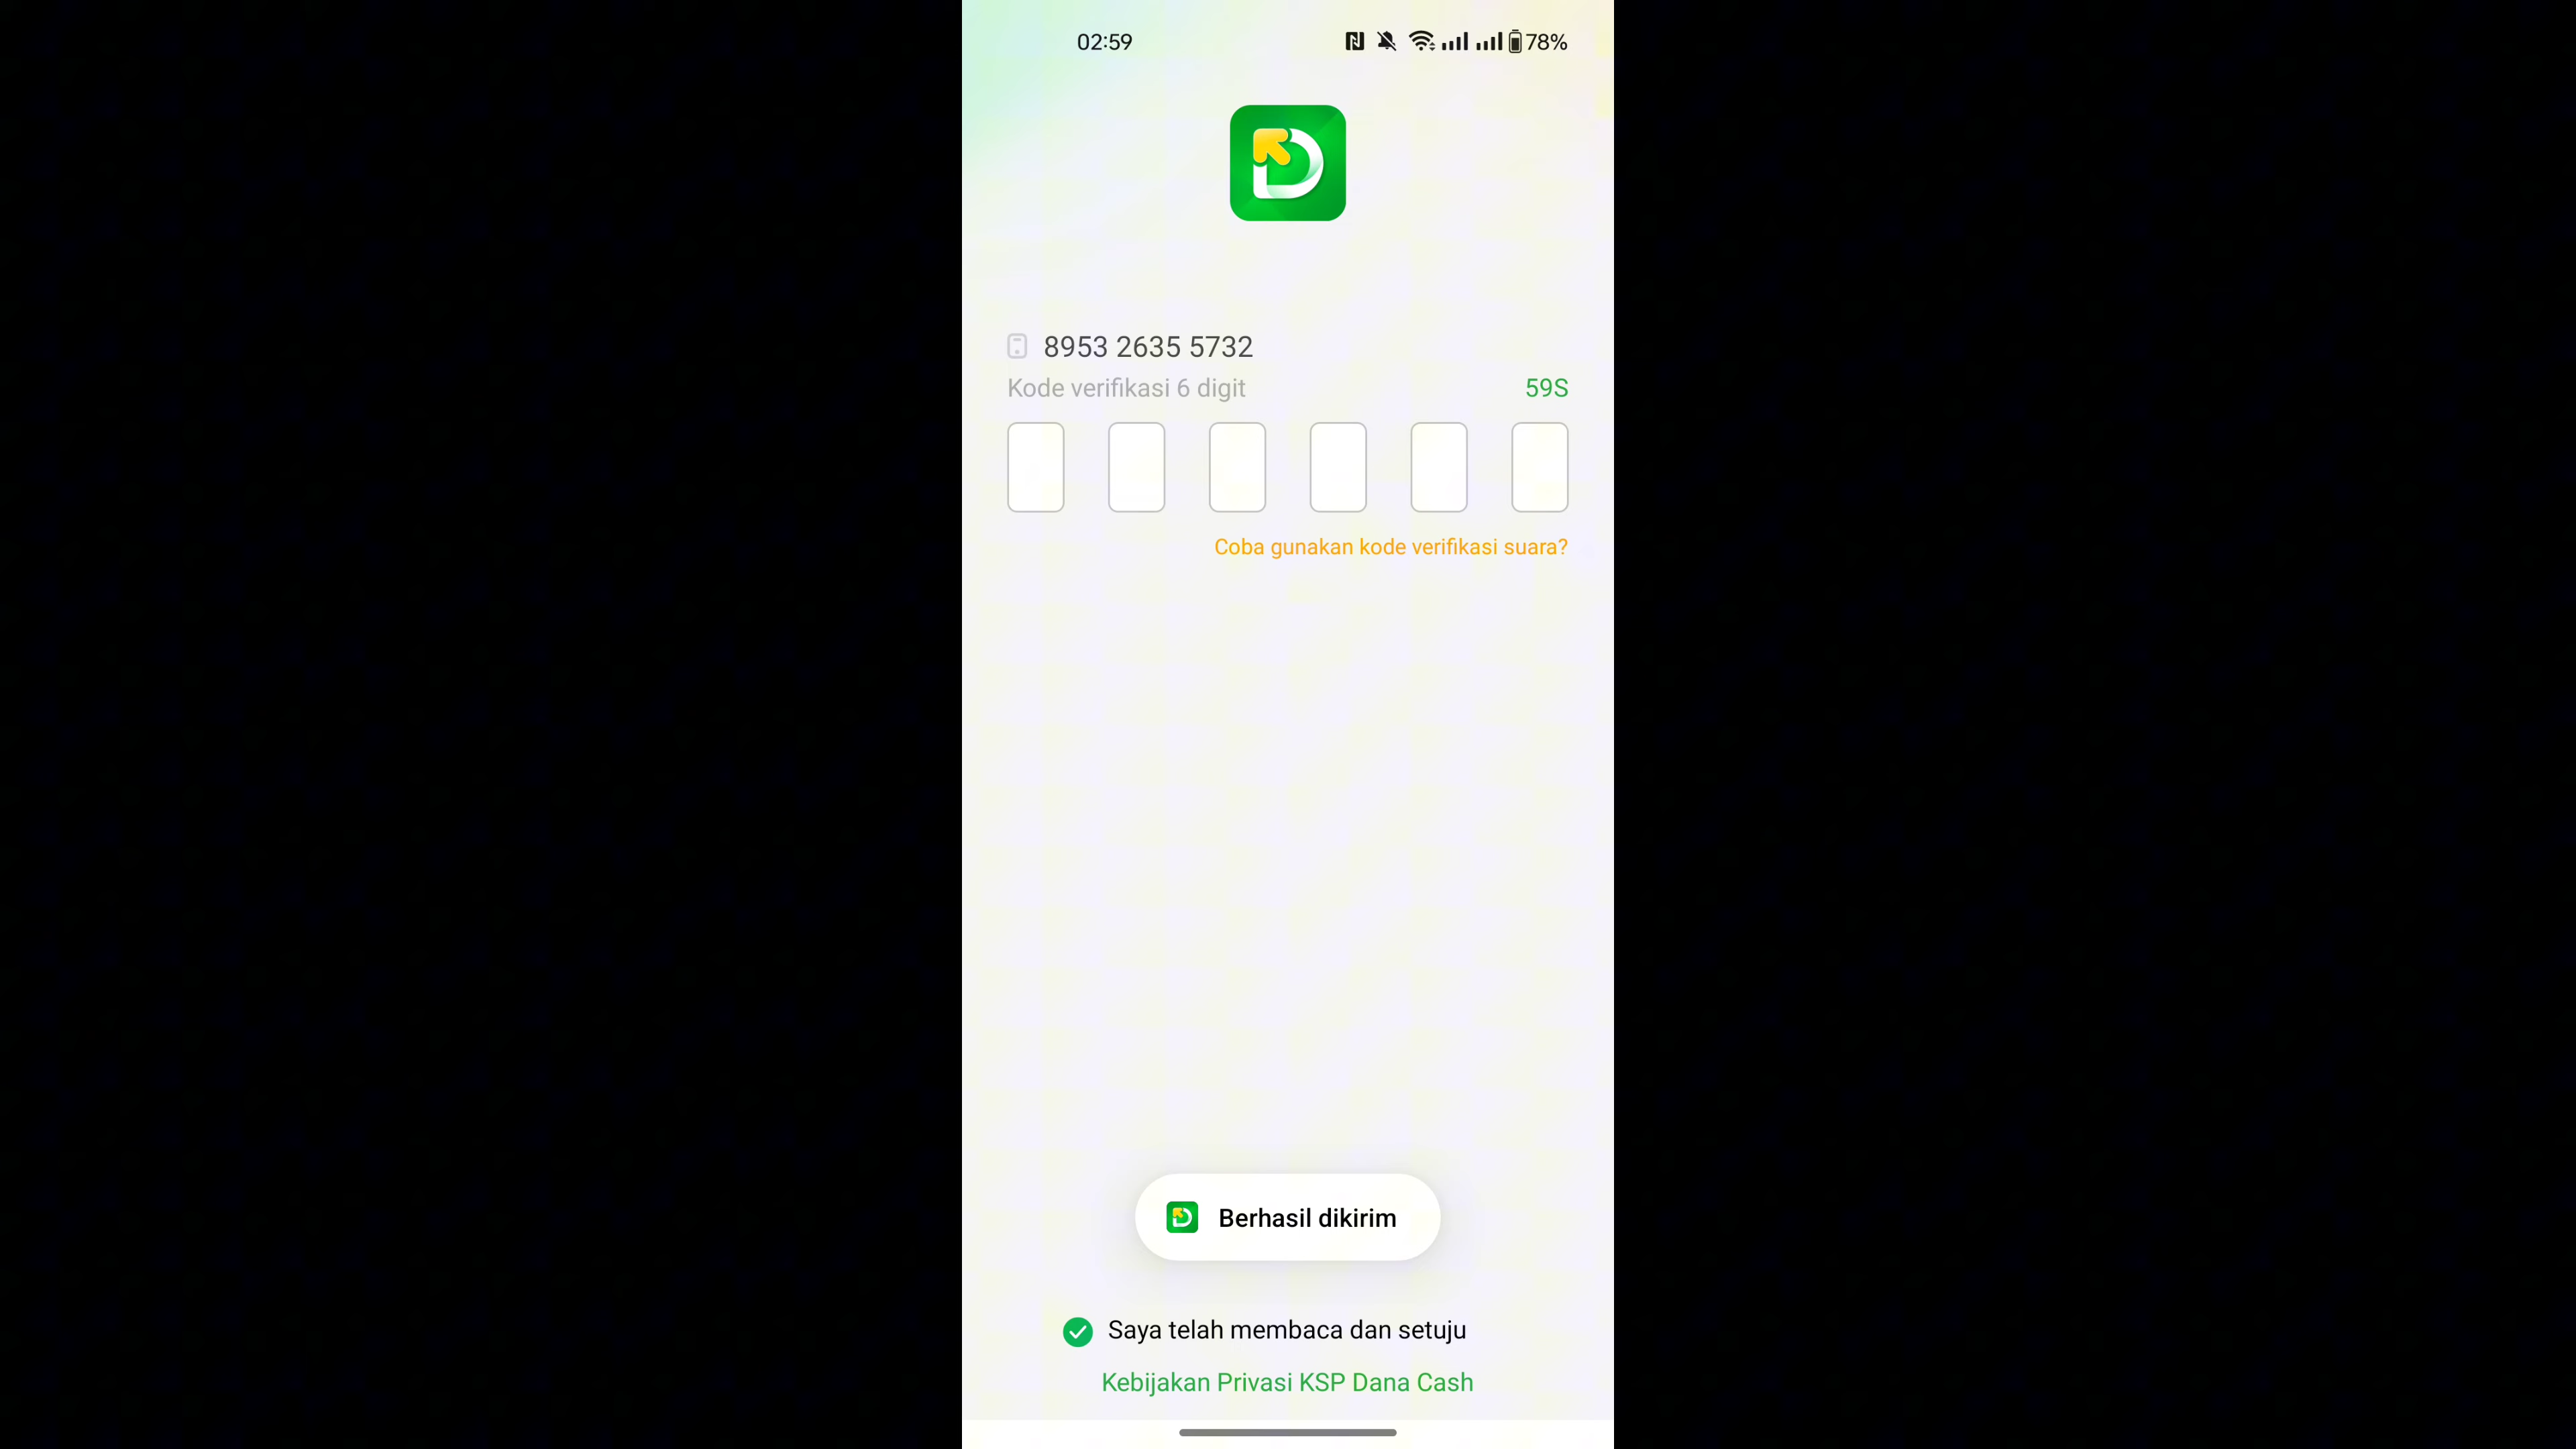 02:59
78%
8953 2635 5732
Kode verifikasi 6 digit
59S
Coba gunakan kode verifikasi suara?
Berhasil dikirim
Saya telah membaca dan setuju
Kebijakan Privasi KSP Dana Cash